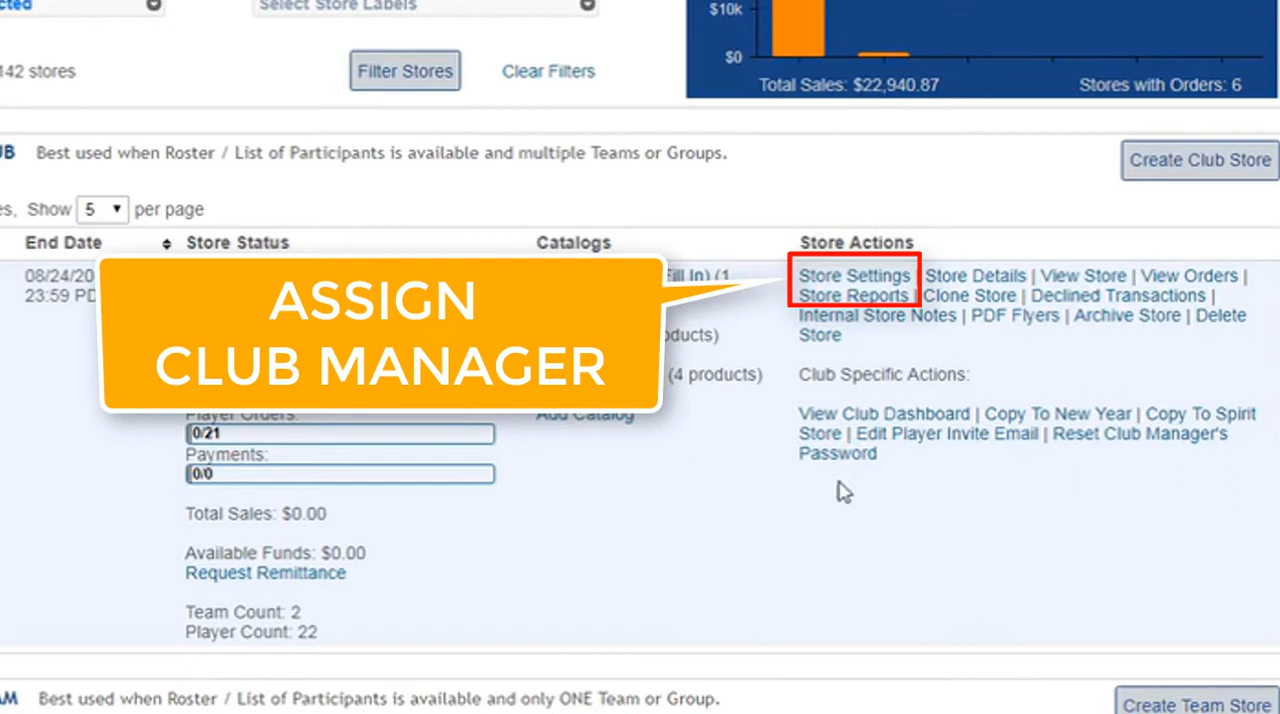 Select Store Labels
$10k
$0
142 stores
Filter Stores
Clear Filters
Total Sales: $22,940.87
Stores with Orders: 6
Best used when Roster / List of Participants is available and multiple Teams or Groups.
Create Club Store
Show 5 per page
End Date
Store Status
Catalogs
Store Actions
08/24/20
23:59
ASSIGN
CLUB MANAGER
Fill In) (1
Store Settings | Store Details | View Store | View Orders |
Store Reports | Clone Store | Declined Transactions |
Internal Store Notes | PDF Flyers | Archive Store | Delete
Store
(4 products)
Club Specific Actions:
Player Orders:
Add Catalog
View Club Dashboard | Copy To New Year | Copy To Spirit
Store | Edit Player Invite Email | Reset Club Manager's
Password
0/21
Payments:
0/0
Total Sales: $0.00
Available Funds: $0.00
Request Remittance
Team Count: 2
Player Count: 22
Best used when Roster / List of Participants is available and only ONE Team or Group.
Create Team Store